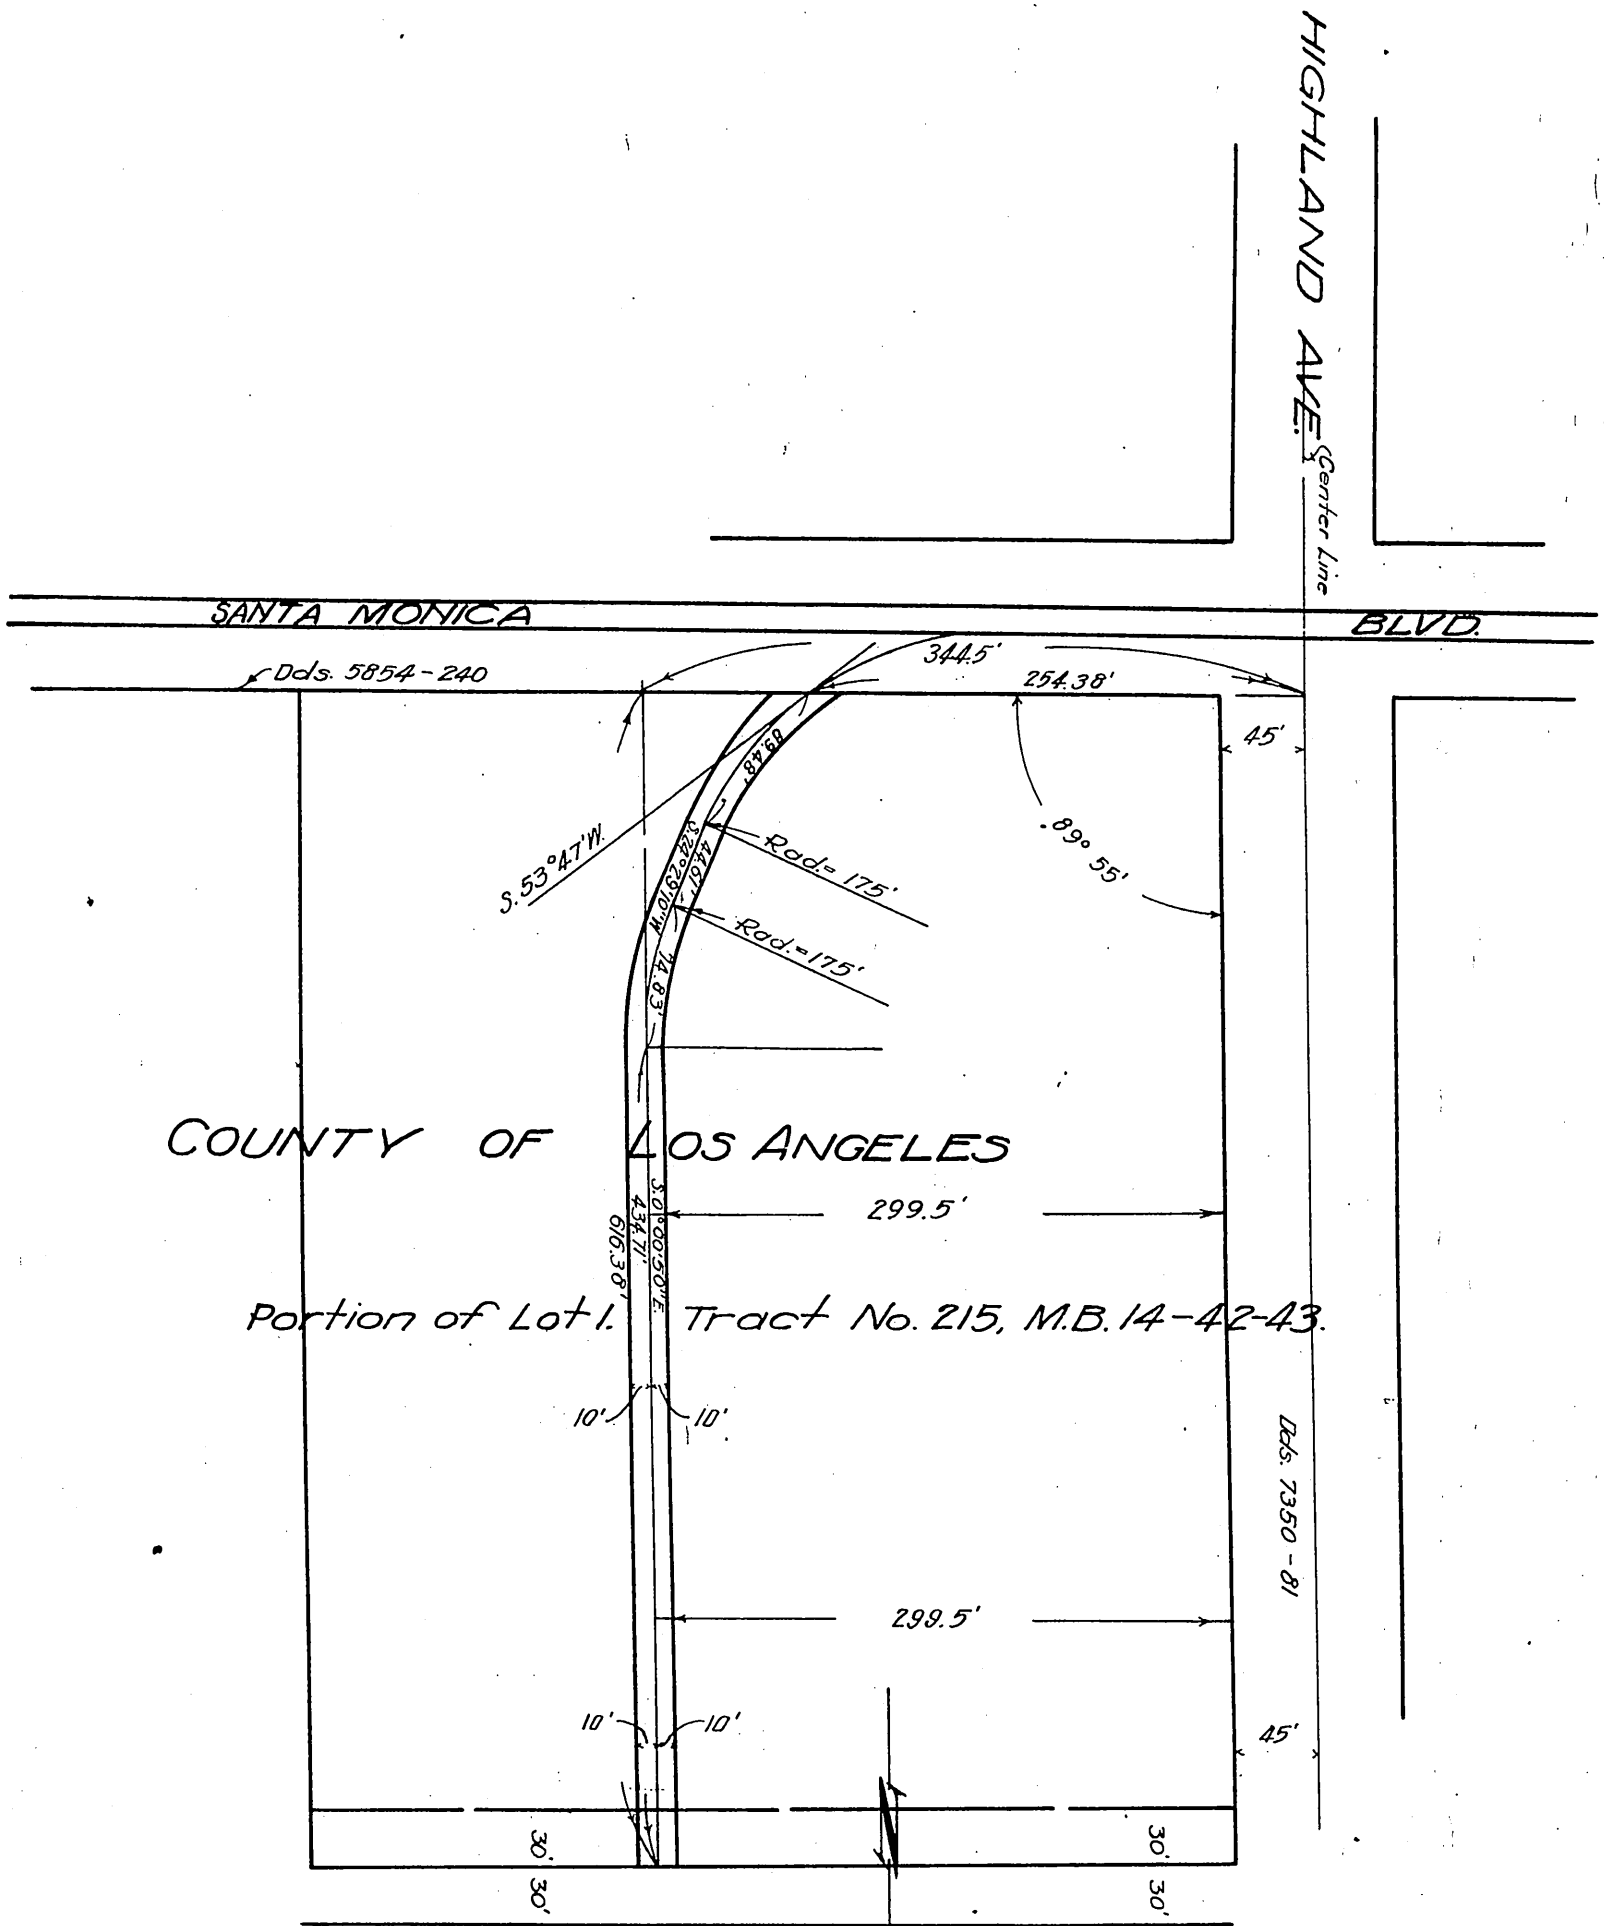 HIGHLAND AVE.
Center Line
SANTA MONICA BLVD.
344.5'
Dds. 5854-240
254.38'
45'
89.48'
89° 55'
S. 53°47'W.
Rad.= 175'
44.61'
S.24°29'10"W
Rad.=175'
74.83'
COUNTY OF LOS ANGELES
S.0°00'50"E.
434.71'
616.38'
299.5'
Portion of Lot 1. Tract No. 215, M.B. 14-42-43.
10' 10'
Dds. 7350-81
299.5'
10' 10'
45'
30' 30'
30' 30'